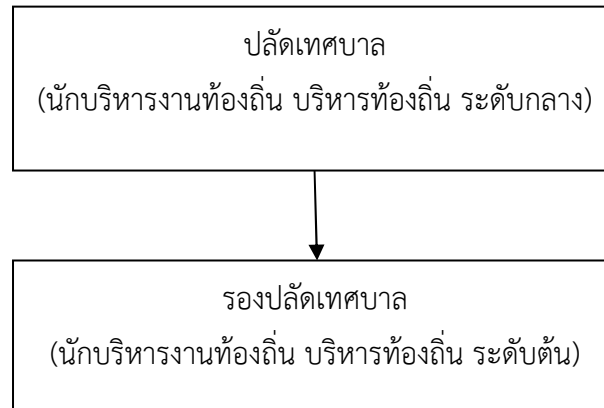 ปลัดเทศบาล
(นักบริหารงานท้องถิ่น บริหารท้องถิ่น ระดับกลาง)
รองปลัดเทศบาล
(นักบริหารงานท้องถิ่น บริหารท้องถิ่น ระดับต้น)